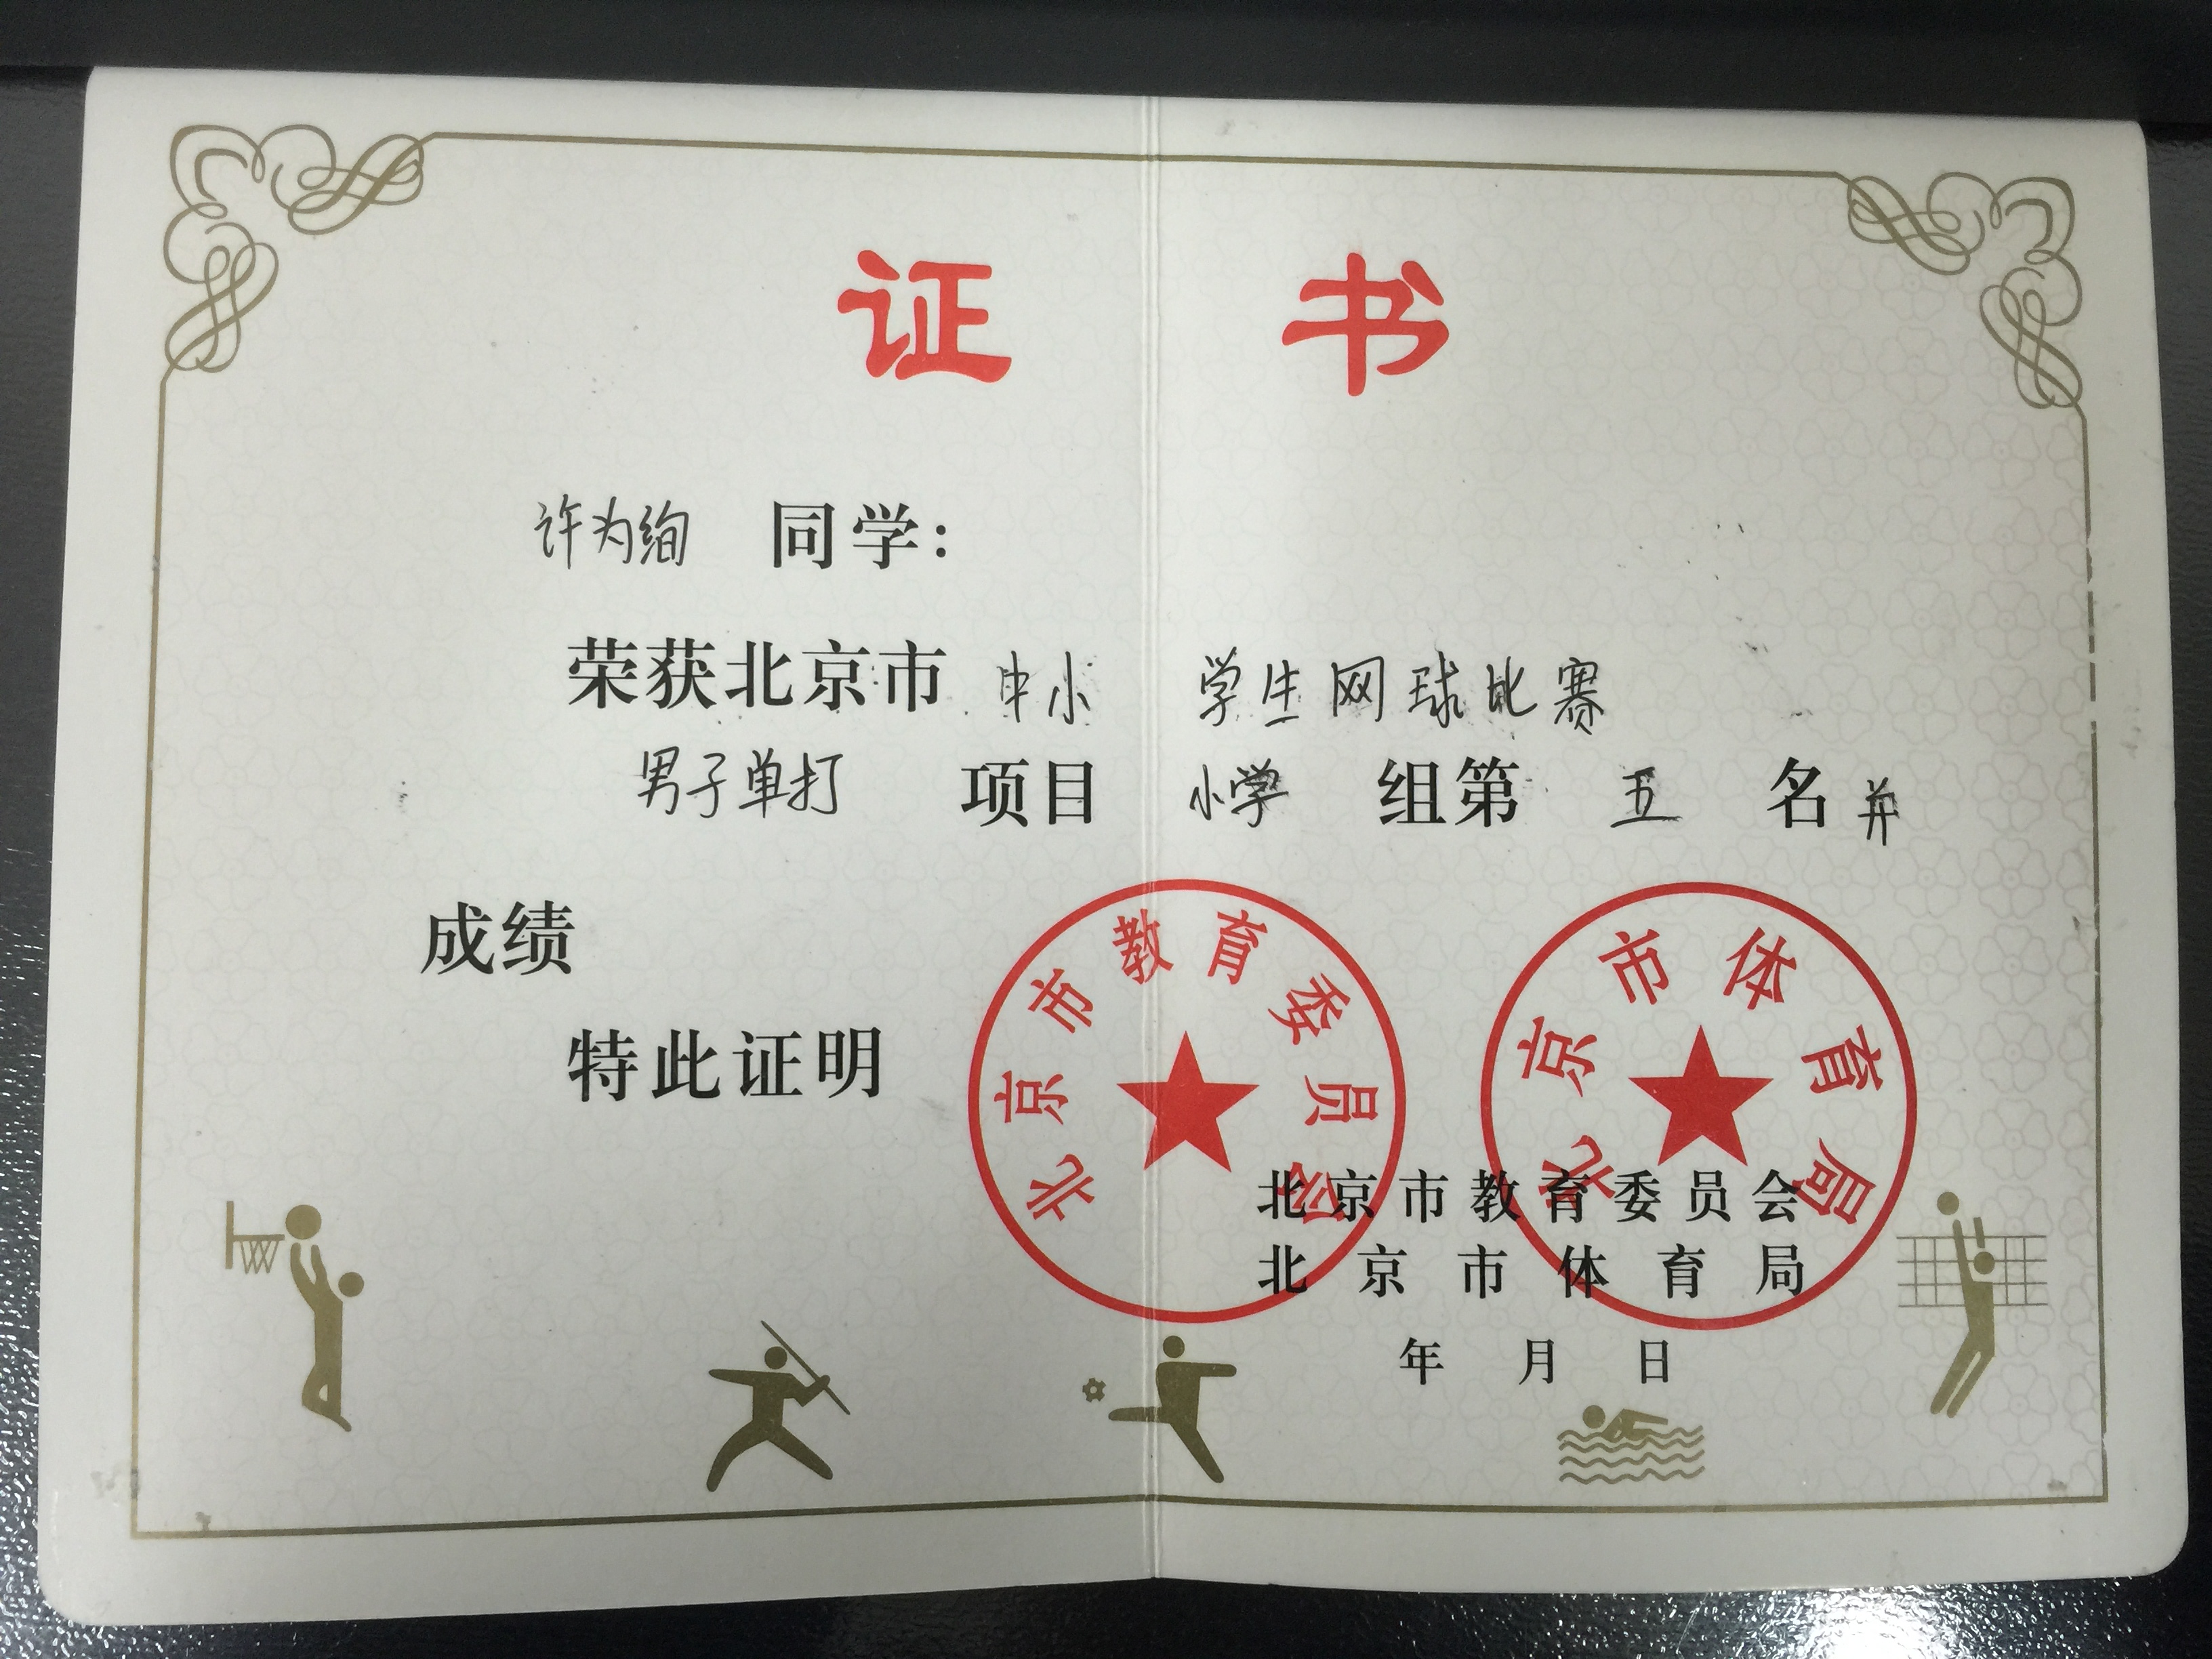 证书
许为绚 同学：
荣获北京市 中小 学生网球比赛
男子单打 项目 小学 组第 五 名 并
成绩
特此证明
北京市教育委员会
北京市体育局
北京市教育委员会
北京市体育局
年 月 日